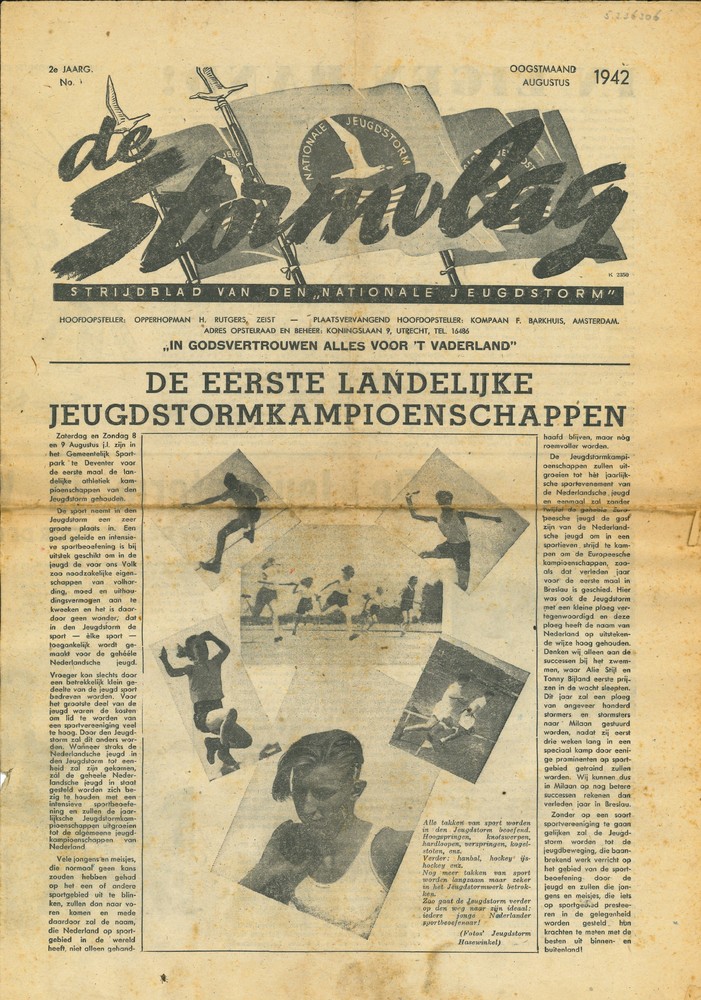 5236306
2e JAARG.
No.
OOGSTMAAND
AUGUSTUS
1942
de
Stormvlag
NATIONALE JEUGDSTORM
K 2350
STRIJDBLAD VAN DEN „NATIONALE JEUGDSTORM"
HOOFDOPSTELLER: OPPERHOPMAN H. RUTGERS, ZEIST — PLAATSVERVANGEND HOOFDOPSTELLER: KOMPAAN F. BARKHUIS, AMSTERDAM.
ADRES OPSTELRAAD EN BEHEER: KONINGSLAAN 9, UTRECHT, TEL. 16486
„IN GODSVERTROUWEN ALLES VOOR 'T VADERLAND"
DE EERSTE LANDELIJKE
JEUGDSTORMKAMPIOENSCHAPPEN
Zaterdag en Zondag 8
en 9 Augustus j.l. zijn in
het Gemeentelijk Sport-
park te Deventer voor
de eerste maal de lan-
delijke athletiek kam-
pioenschappen van den
Jeugdstorm gehouden.
De sport neemt in den
Jeugdstorm een zeer
groote plaats in. Een
goed geleide en intensie-
ve sportbeoefening is bij
uitstek geschikt om in de
jeugd de voor ons Volk
zoo noodzakelijke eigen-
schappen van volhar-
ding, moed en uithou-
dingsvermogen aan te
kweeken en het is daar-
door geen wonder, dat
in den Jeugdstorm de
sport — elke sport —
toegankelijk wordt ge-
maakt voor de geheele
Nederlandsche jeugd.
Vroeger kon slechts door
een betrekkelijk klein ge-
deelte van de jeugd sport
bedreven worden. Voor
het grootste deel van de
jeugd waren de kosten
om lid te worden van
een sportvereeniging veel
te hoog. Door den Jeugd-
storm zal dit anders wor-
den. Wanneer straks de
Nederlandsche jeugd in
den Jeugdstorm tot een-
heid zal zijn gekomen,
zal de geheele Neder-
landsche jeugd in staat
gesteld worden zich be-
zig te houden met een
intensieve sportbeoefe-
ning en zullen de jaar-
lijksche Jeugdstormkam-
pioenschappen uitgroeien
tot de algemeene jeugd-
kampioenschappen van
Nederland
Vele jongens en meisjes,
die normaal geen kans
zouden hebben gehad
op het een of andere
sportgebied uit te blin-
ken, zullen dan naar vo-
ren komen en mede
daardoor zal de naam,
die Nederland op sport-
gebied in de wereld
heeft, niet alleen gehand-
Alle takken van sport worden
in den Jeugdstorm beoefend.
Hoogspringen, knotswerpen,
hardloopen, verspringen, kogel-
stoten, enz.
Verder: hanbal, hockey ijs-
hockey enz.
Nog meer takken van sport
worden langzaam maar zeker
in het Jeugdstormwerk betrok-
ken.
Zoo gaat de Jeugdstorm verder
op den weg naar zijn ideaal:
iedere jonge Nederlander
sportbeoefenaar!
(Foto's Jeugdstorm
Hasewinkel)
haafd blijven, maar nòg
roemvoller worden.
De Jeugdstormkampi-
oenschappen zullen uit-
groeien tot hèt jaarlijk-
sche sportevenement van
de Nederlandsche jeugd
en eenmaal zal zonder
twijfel de geheele Euro-
peesche jeugd de gast
zijn van de Nederland-
sche jeugd om in een
sportieven strijd te kam-
pen om de Europeesche
kampioenschappen, zoo-
als dat verleden jaar
voor de eerste maal in
Breslau is geschied. Hier
was ook de Jeugdstorm
met een kleine ploeg ver-
tegenwoordigd en deze
ploeg heeft de naam van
Nederland op uitsteken-
de wijze hoog gehouden.
Denken wij alleen aan de
successen bij het zwem-
men, waar Alie Stijl en
Tonny Bijland eerste prij-
zen in de wacht sleepten.
Dit jaar zal een ploeg
van ongeveer honderd
stormers en stormsters
naar Milaan gestuurd
worden, nadat zij eerst
drie weken lang in een
speciaal kamp door eeni-
ge prominenten op sport-
gebied getraind zullen
worden. Wij kunnen dus
in Milaan op nog betere
successen rekenen dan
verleden jaar in Breslau.
Zonder op een soort
sportvereeniging te gaan
gelijken zal de Jeugd-
storm worden tot de
jeugdbeweging, die baan-
brekend werk verricht op
het gebied van de sport-
beoefening door de
jeugd en zullen die jon-
gens en meisjes, die iets
op sportgebied prestee-
ren in de gelegenheid
worden gesteld hun
krachten te meten met de
besten uit binnen- en
buitenland!